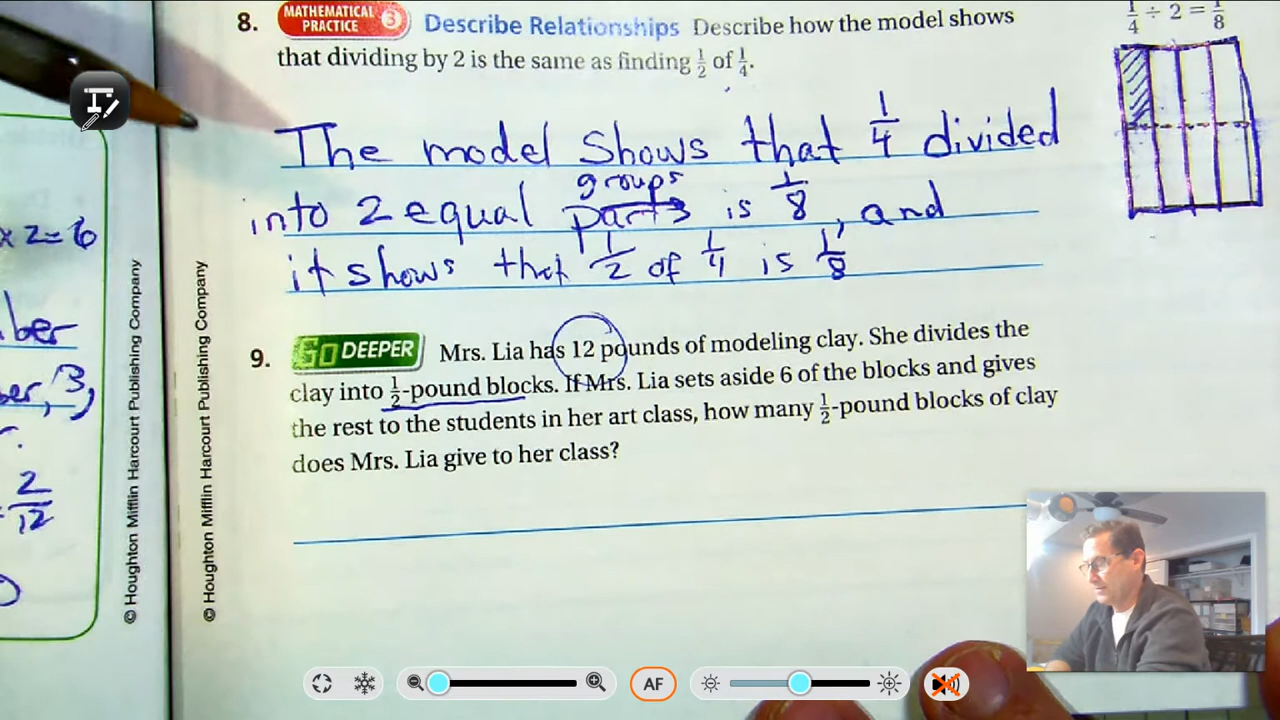 8. MATHEMATICAL PRACTICE 3 Describe Relationships Describe how the model shows
that dividing by 2 is the same as finding 1/2 of 1/4.
1/4 ÷ 2 = 1/8
The model shows that 1/4 divided
groups
into 2 equal parts is 1/8, and
it shows that 1/2 of 1/4 is 1/8
9. GO DEEPER Mrs. Lia has 12 pounds of modeling clay. She divides the
clay into 1/2-pound blocks. If Mrs. Lia sets aside 6 of the blocks and gives
the rest to the students in her art class, how many 1/2-pound blocks of clay
does Mrs. Lia give to her class?
x 2=6
2/12
© Houghton Mifflin Harcourt Publishing Company
© Houghton Mifflin Harcourt Publishing Company
AF